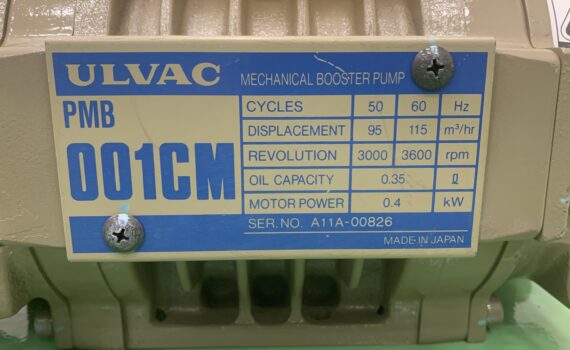 ULVAC MECHANICAL BOOSTER PUMP
PMB
001CM
CYCLES 50 60 Hz
DISPLACEMENT 95 115 m³/hr
REVOLUTION 3000 3600 rpm
OIL CAPACITY 0.35 ℓ
MOTOR POWER 0.4 kW
SER.NO. A11A-00826
MADE IN JAPAN